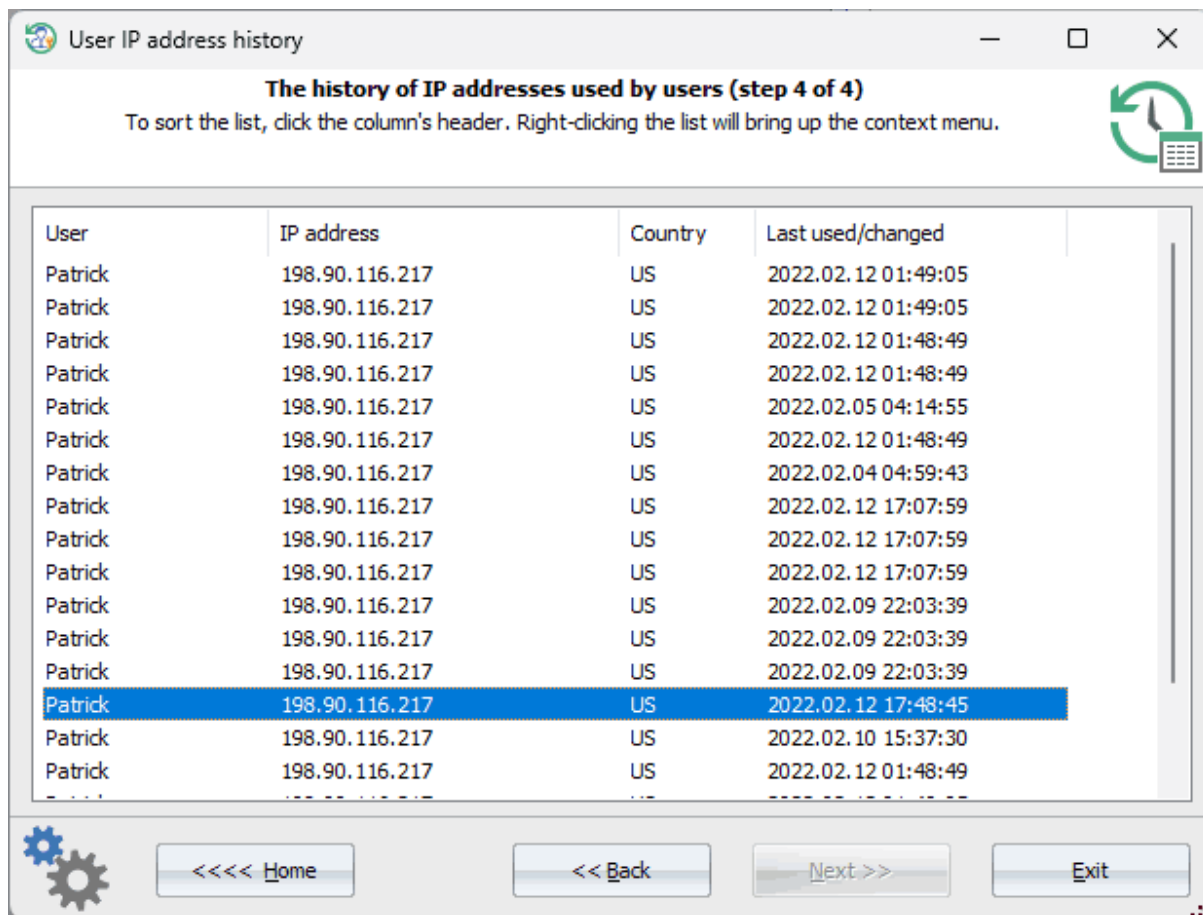 User IP address history
The history of IP addresses used by users (step 4 of 4)
To sort the list, click the column's header. Right-clicking the list will bring up the context menu.
User IP address Country Last used/changed
Patrick 198.90.116.217 US 2022.02.12 01:49:05
Patrick 198.90.116.217 US 2022.02.12 01:49:05
Patrick 198.90.116.217 US 2022.02.12 01:48:49
Patrick 198.90.116.217 US 2022.02.12 01:48:49
Patrick 198.90.116.217 US 2022.02.05 04:14:55
Patrick 198.90.116.217 US 2022.02.12 01:48:49
Patrick 198.90.116.217 US 2022.02.04 04:59:43
Patrick 198.90.116.217 US 2022.02.12 17:07:59
Patrick 198.90.116.217 US 2022.02.12 17:07:59
Patrick 198.90.116.217 US 2022.02.12 17:07:59
Patrick 198.90.116.217 US 2022.02.09 22:03:39
Patrick 198.90.116.217 US 2022.02.09 22:03:39
Patrick 198.90.116.217 US 2022.02.09 22:03:39
Patrick 198.90.116.217 US 2022.02.12 17:48:45
Patrick 198.90.116.217 US 2022.02.10 15:37:30
Patrick 198.90.116.217 US 2022.02.12 01:48:49
<<<< Home << Back Next >> Exit